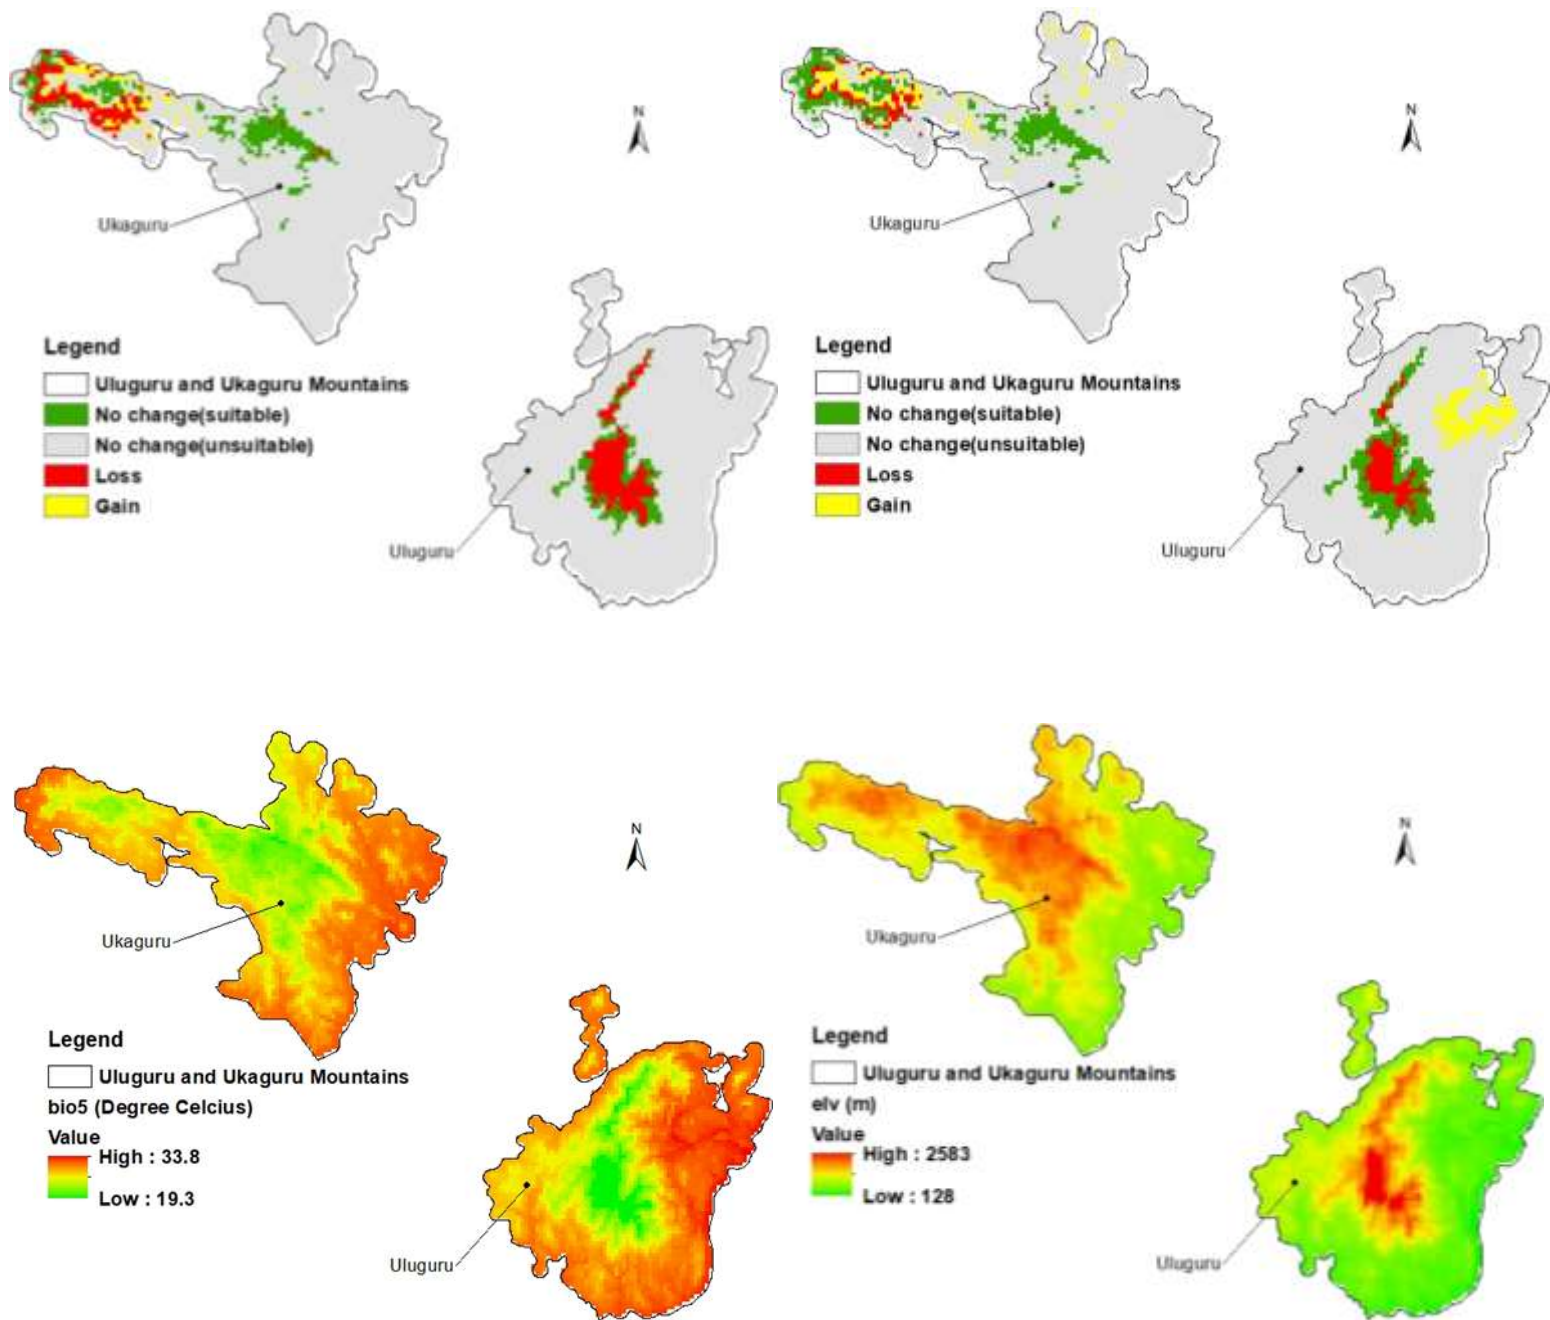 N
Ukaguru
Legend
Uluguru and Ukaguru Mountains
No change(suitable)
No change(unsuitable)
Loss
Gain
Uluguru
N
Ukaguru
Legend
Uluguru and Ukaguru Mountains
No change(suitable)
No change(unsuitable)
Loss
Gain
Uluguru
N
Ukaguru
Legend
Uluguru and Ukaguru Mountains
bio5 (Degree Celcius)
Value
High : 33.8
Low : 19.3
Uluguru
N
Ukaguru
Legend
Uluguru and Ukaguru Mountains
elv (m)
Value
High : 2583
Low : 128
Uluguru